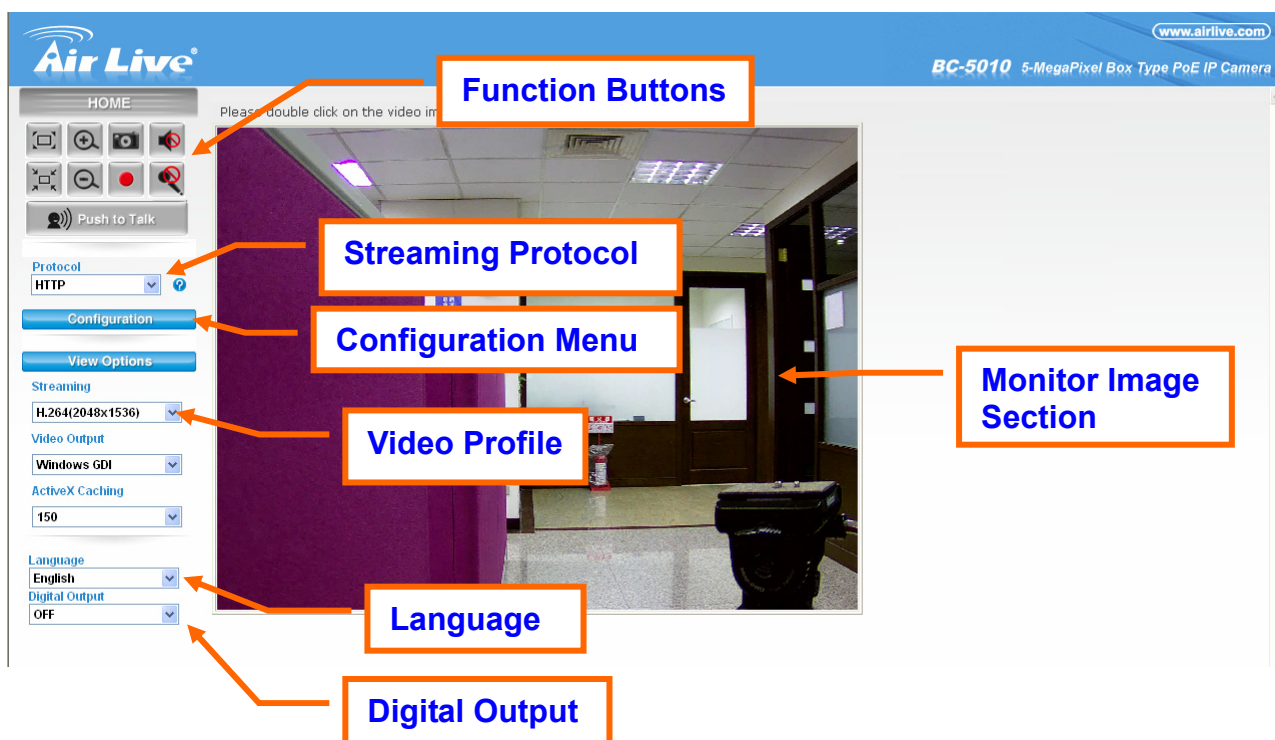 www.airlive.com
Air Live®
BC-5010 5-MegaPixel Box Type PoE IP Camera
HOME
Function Buttons
Please double click on the video im
Push to Talk
Streaming Protocol
Protocol
HTTP
Configuration
Configuration Menu
View Options
Streaming
H.264(2048x1536)
Video Profile
Monitor Image
Section
Video Output
Windows GDI
ActiveX Caching
150
Language
English
Language
Digital Output
OFF
Digital Output